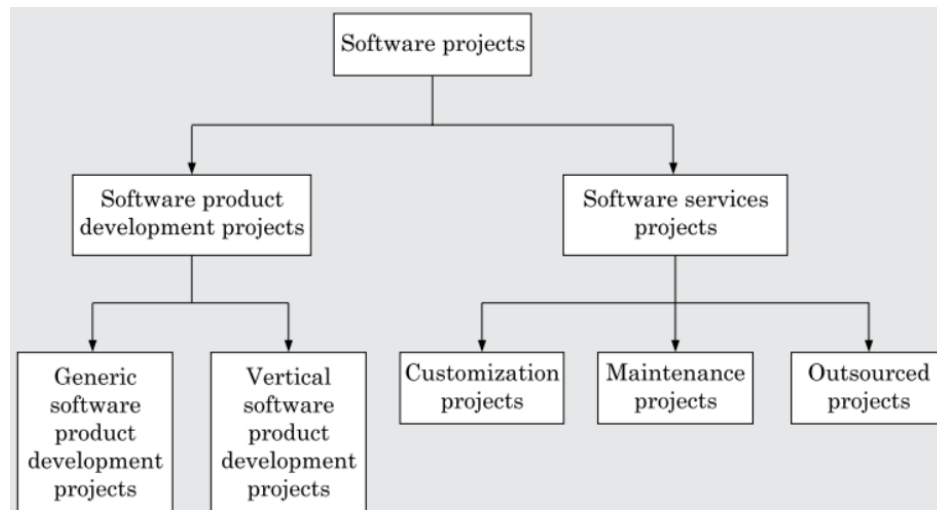 Software projects
Software product
development projects
Software services
projects
Generic
software
product
development
projects
Vertical
software
product
development
projects
Customization
projects
Maintenance
projects
Outsourced
projects